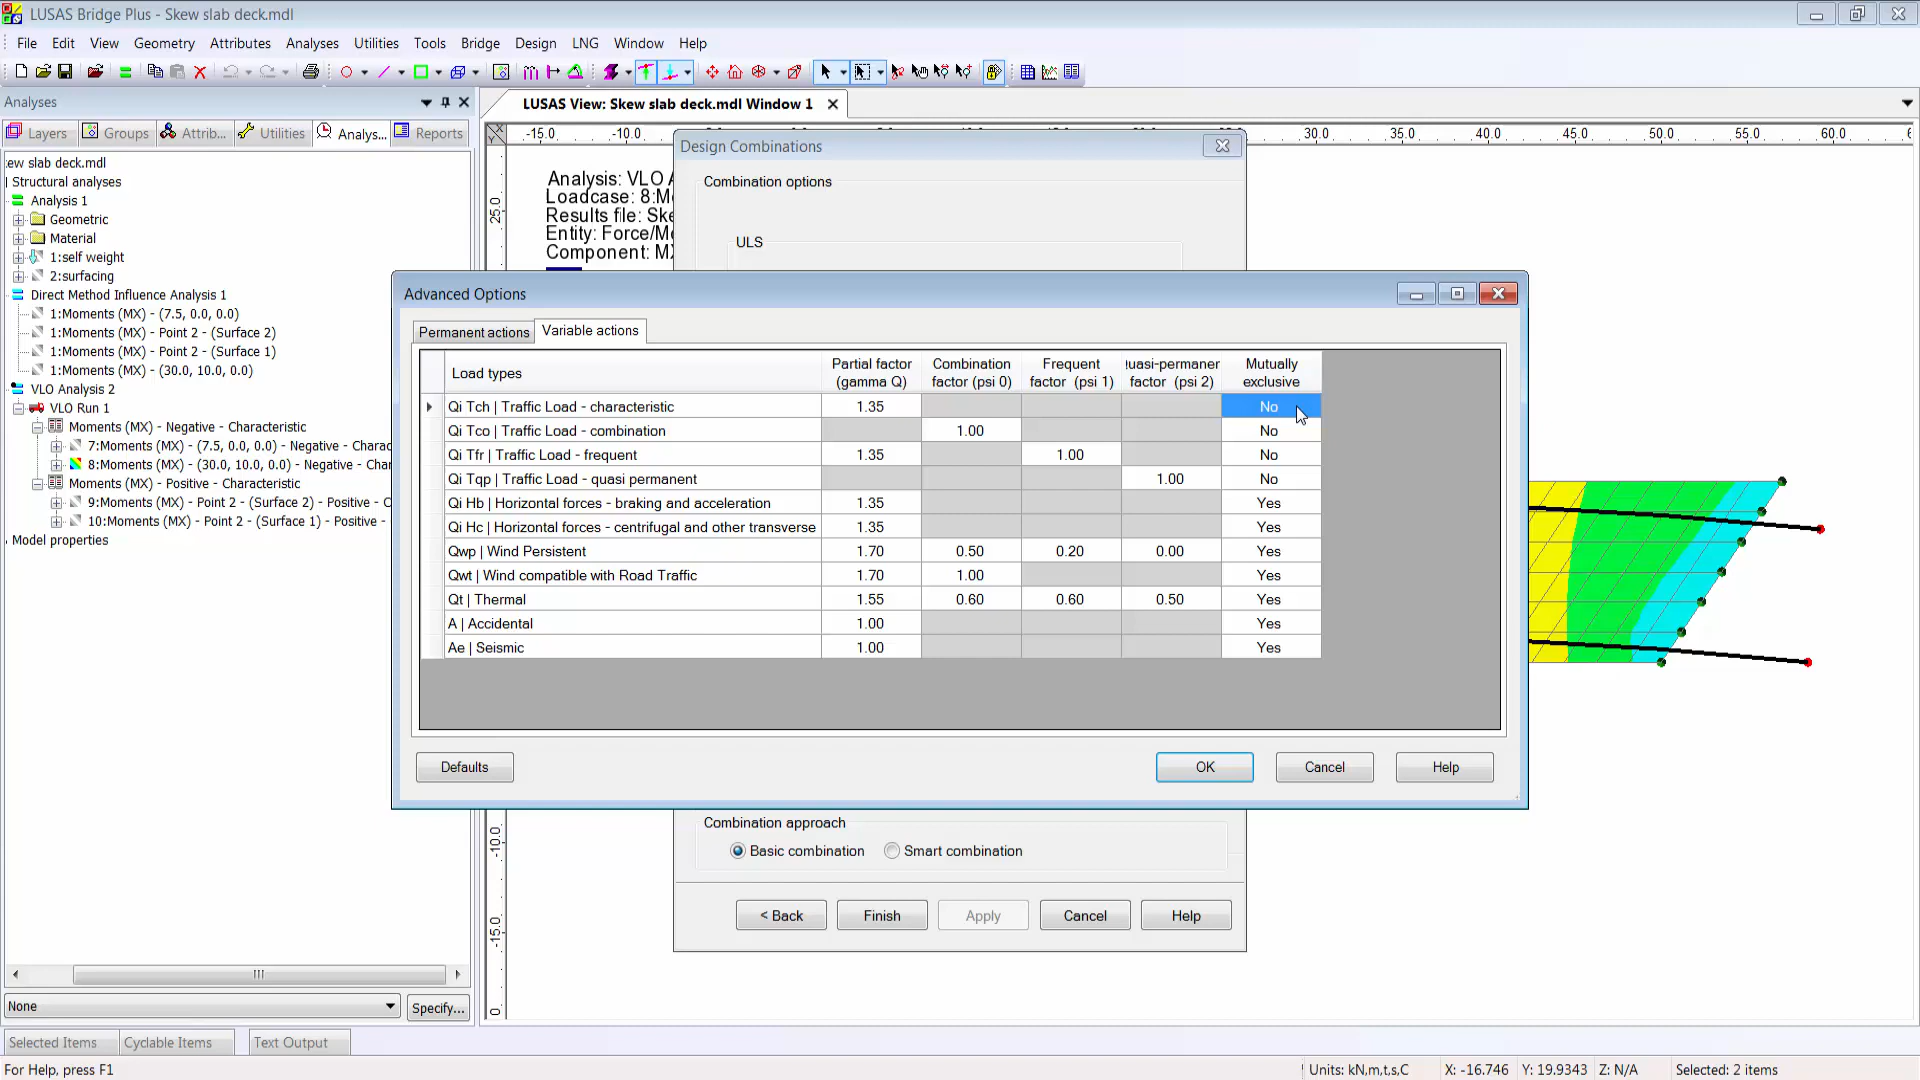 LUSAS Bridge Plus - Skew slab deck.mdl
File Edit View Geometry Attributes Analyses Utilities Tools Bridge Design LNG Window Help
Analyses
LUSAS View: Skew slab deck.mdl Window 1
Layers Groups Attrib... Utilities Analys... Reports
-15.0 -10.0 30.0 35.0 40.0 45.0 50.0 55.0 60.0
Design Combinations
ew slab deck.mdl
Structural analyses
Analysis 1
Geometric
Material
1:self weight
2:surfacing
Direct Method Influence Analysis 1
1:Moments (MX) - (7.5, 0.0, 0.0)
1:Moments (MX) - Point 2 - (Surface 2)
1:Moments (MX) - Point 2 - (Surface 1)
1:Moments (MX) - (30.0, 10.0, 0.0)
VLO Analysis 2
VLO Run 1
Moments (MX) - Negative - Characteristic
7:Moments (MX) - (7.5, 0.0, 0.0) - Negative - Charac
8:Moments (MX) - (30.0, 10.0, 0.0) - Negative - Char
Moments (MX) - Positive - Characteristic
9:Moments (MX) - Point 2 - (Surface 2) - Positive - C
10:Moments (MX) - Point 2 - (Surface 1) - Positive -
Model properties
25.0
Analysis: VLO A
Loadcase: 8:M
Results file: Ske
Entity: Force/M
Component: MX
Combination options
ULS
Advanced Options
Permanent actions Variable actions
Load types Partial factor (gamma Q) Combination factor (psi 0) Frequent factor (psi 1) uasi-permaner factor (psi 2) Mutually exclusive
Qi Tch | Traffic Load - characteristic 1.35 No
Qi Tco | Traffic Load - combination 1.00 No
Qi Tfr | Traffic Load - frequent 1.35 1.00 No
Qi Tqp | Traffic Load - quasi permanent 1.00 No
Qi Hb | Horizontal forces - braking and acceleration 1.35 Yes
Qi Hc | Horizontal forces - centrifugal and other transverse 1.35 Yes
Qwp | Wind Persistent 1.70 0.50 0.20 0.00 Yes
Qwt | Wind compatible with Road Traffic 1.70 1.00 Yes
Qt | Thermal 1.55 0.60 0.60 0.50 Yes
A | Accidental 1.00 Yes
Ae | Seismic 1.00 Yes
Defaults OK Cancel Help
-10.0
-15.0
Combination approach
Basic combination Smart combination
< Back Finish Apply Cancel Help
None Specify...
Selected Items Cyclable Items Text Output
For Help, press F1 Units: kN,m,t,s,C X: -16.746 Y: 19.9343 Z: N/A Selected: 2 items